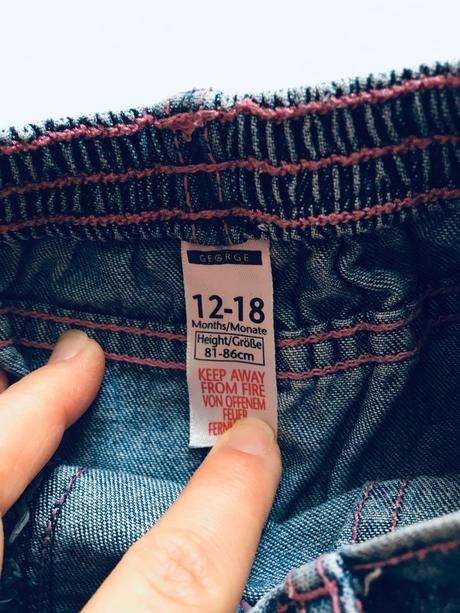 GEORGE
12-18
Months/Monate
Height/Größe
81-86cm
KEEP AWAY
FROM FIRE
VON OFFENEM
FEUER